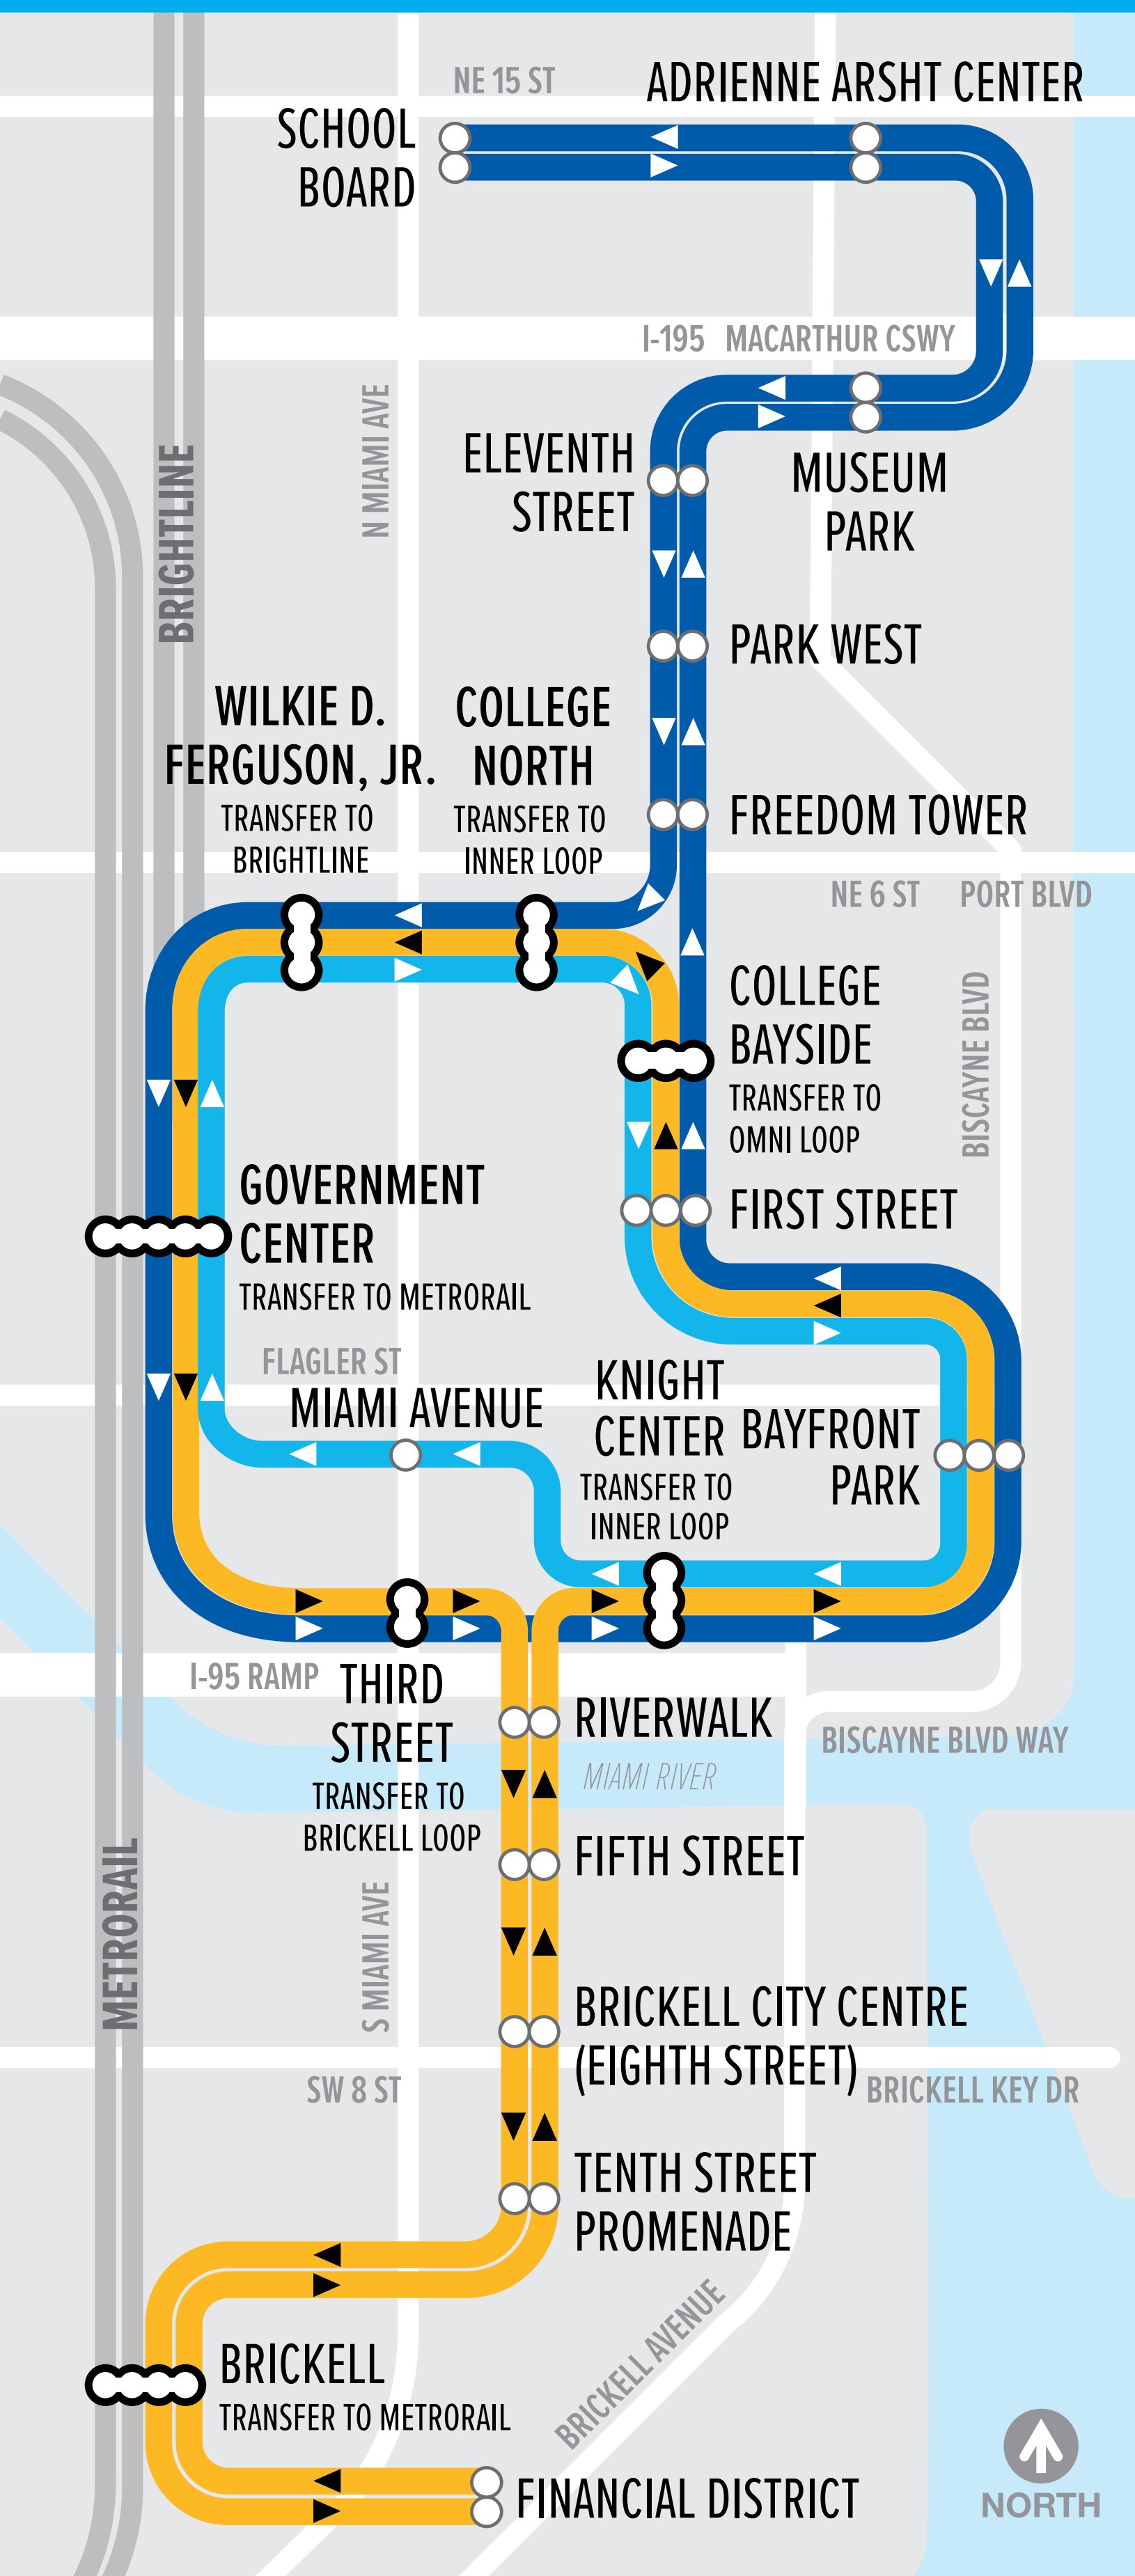 NE 15 ST
ADRIENNE ARSHT CENTER
SCHOOL
BOARD
I-195 MACARTHUR CSWY
N MIAMI AVE
BRIGHTLINE
ELEVENTH
STREET
MUSEUM
PARK
PARK WEST
WILKIE D.
FERGUSON, JR.
TRANSFER TO
BRIGHTLINE
COLLEGE
NORTH
TRANSFER TO
INNER LOOP
FREEDOM TOWER
NE 6 ST
PORT BLVD
COLLEGE
BAYSIDE
TRANSFER TO
OMNI LOOP
BISCAYNE BLVD
GOVERNMENT
CENTER
TRANSFER TO METRORAIL
FIRST STREET
FLAGLER ST
MIAMI AVENUE
KNIGHT
CENTER
TRANSFER TO
INNER LOOP
BAYFRONT
PARK
I-95 RAMP
THIRD
STREET
TRANSFER TO
BRICKELL LOOP
RIVERWALK
MIAMI RIVER
BISCAYNE BLVD WAY
FIFTH STREET
METRORAIL
S MIAMI AVE
BRICKELL CITY CENTRE
(EIGHTH STREET)
SW 8 ST
BRICKELL KEY DR
TENTH STREET
PROMENADE
BRICKELL
TRANSFER TO METRORAIL
BRICKELL AVENUE
FINANCIAL DISTRICT
NORTH